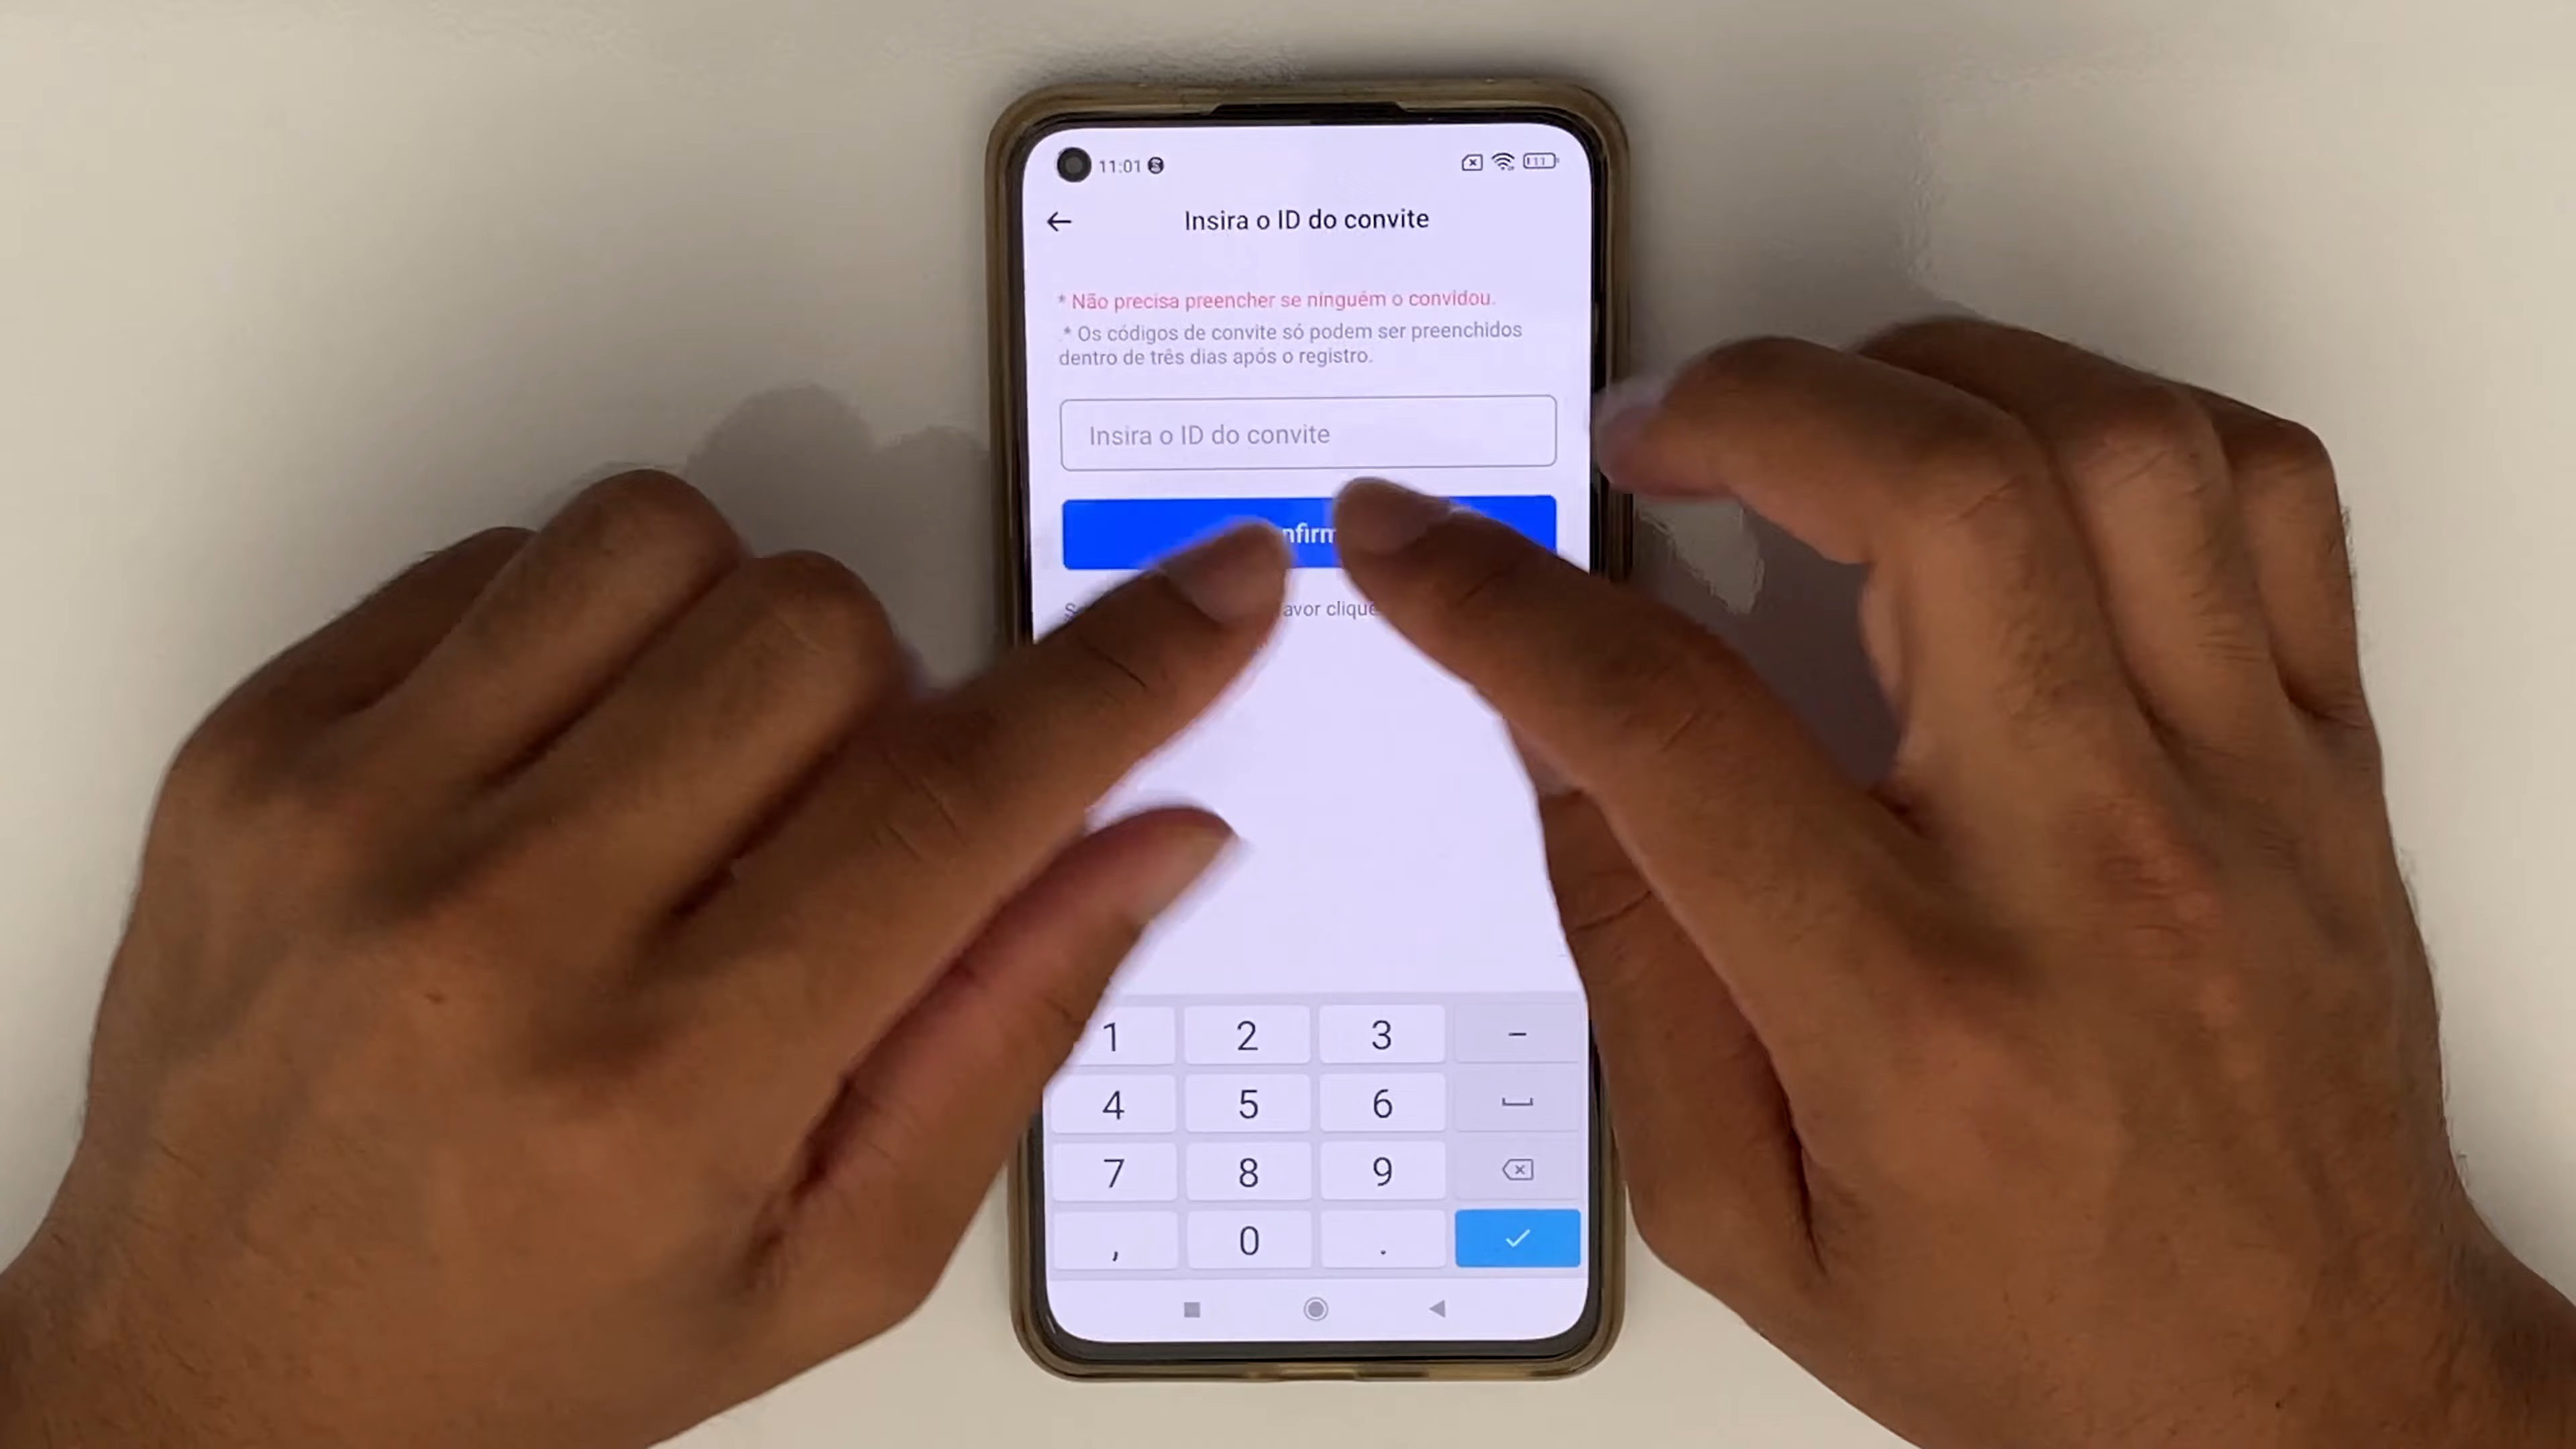 11:01
11
Insira o ID do convite
* Não precisa preencher se ninguém o convidou.
* Os códigos de convite só podem ser preenchidos
dentro de três dias após o registro.
Insira o ID do convite
clique
1 2 3 -
4 5 6
7 8 9
, 0 .